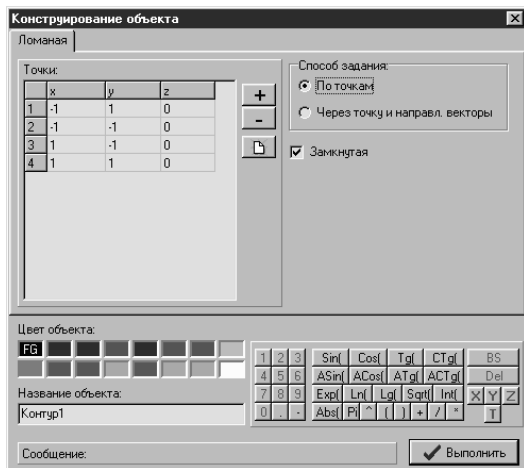 Конструирование объекта
Ломаная
Точки:
x y z
1 -1 1 0
2 -1 -1 0
3 1 -1 0
4 1 1 0
+
-
Способ задания:
По точкам
Через точку и направл. векторы
Замкнутая
Цвет объекта:
FG
Название объекта:
Контур1
1 2 3 Sin( Cos( Tg( CTg( BS
4 5 6 ASin( ACos( ATg( ACTg( Del
7 8 9 Exp( Ln( Lg( Sqrt( Int( X Y Z
0 . - Abs( Pi ^ ( ) + / * T
Сообщение:
Выполнить